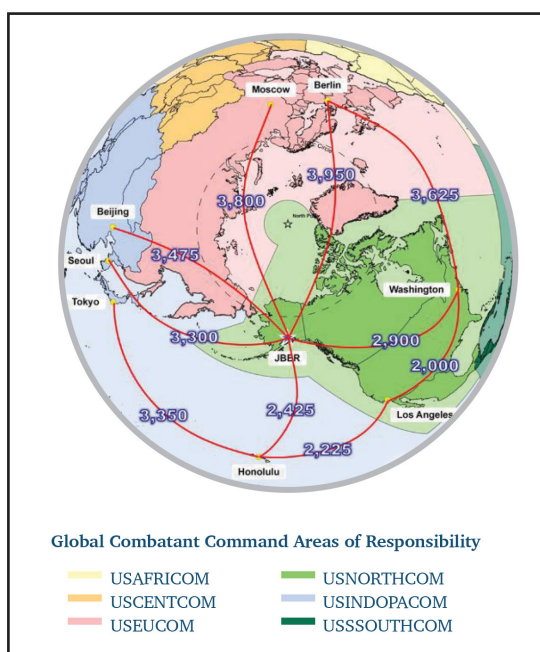 Moscow
Berlin
3,800
3,950
3,625
Beijing
North Pole
3,475
Seoul
Washington
Tokyo
3,300
2,900
JBER
2,000
3,350
2,425
Los Angeles
2,225
Honolulu
Global Combatant Command Areas of Responsibility
USAFRICOM
USNORTHCOM
USCENTCOM
USINDOPACOM
USEUCOM
USSSOUTHCOM